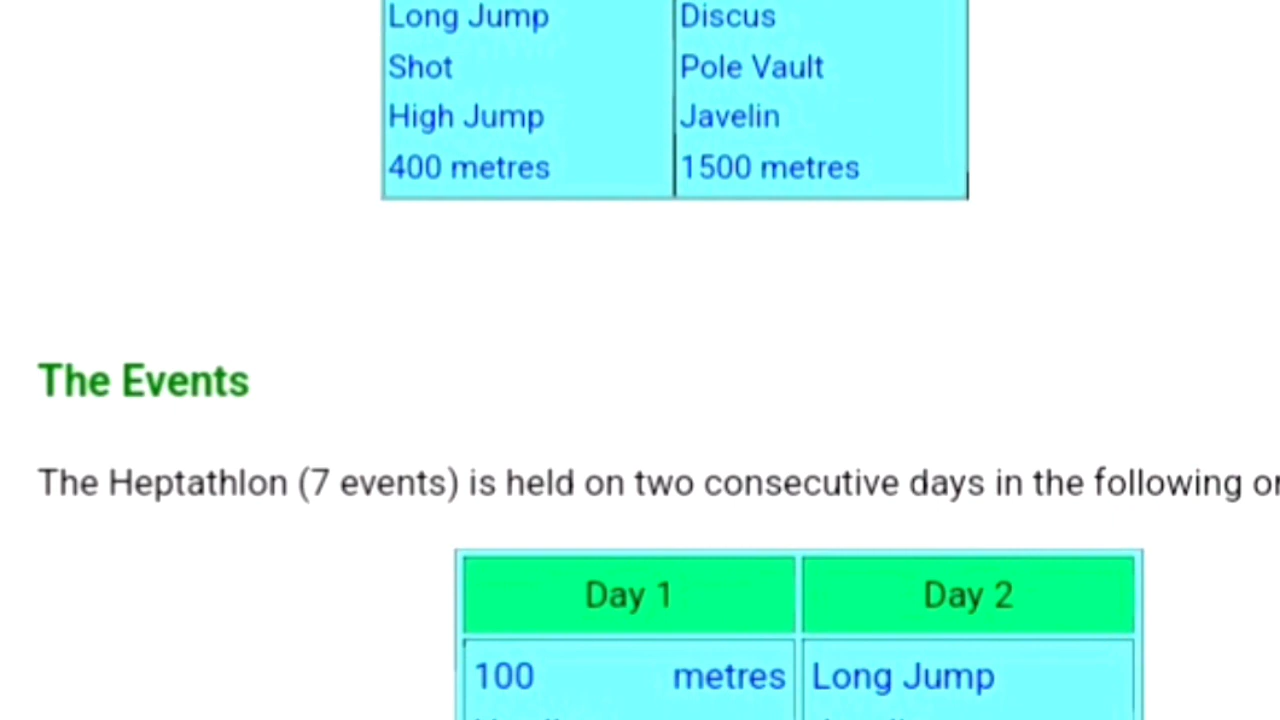 Long Jump Discus
Shot Pole Vault
High Jump Javelin
400 metres 1500 metres
The Events
The Heptathlon (7 events) is held on two consecutive days in the following
Day 1 Day 2
100 metres Long Jump